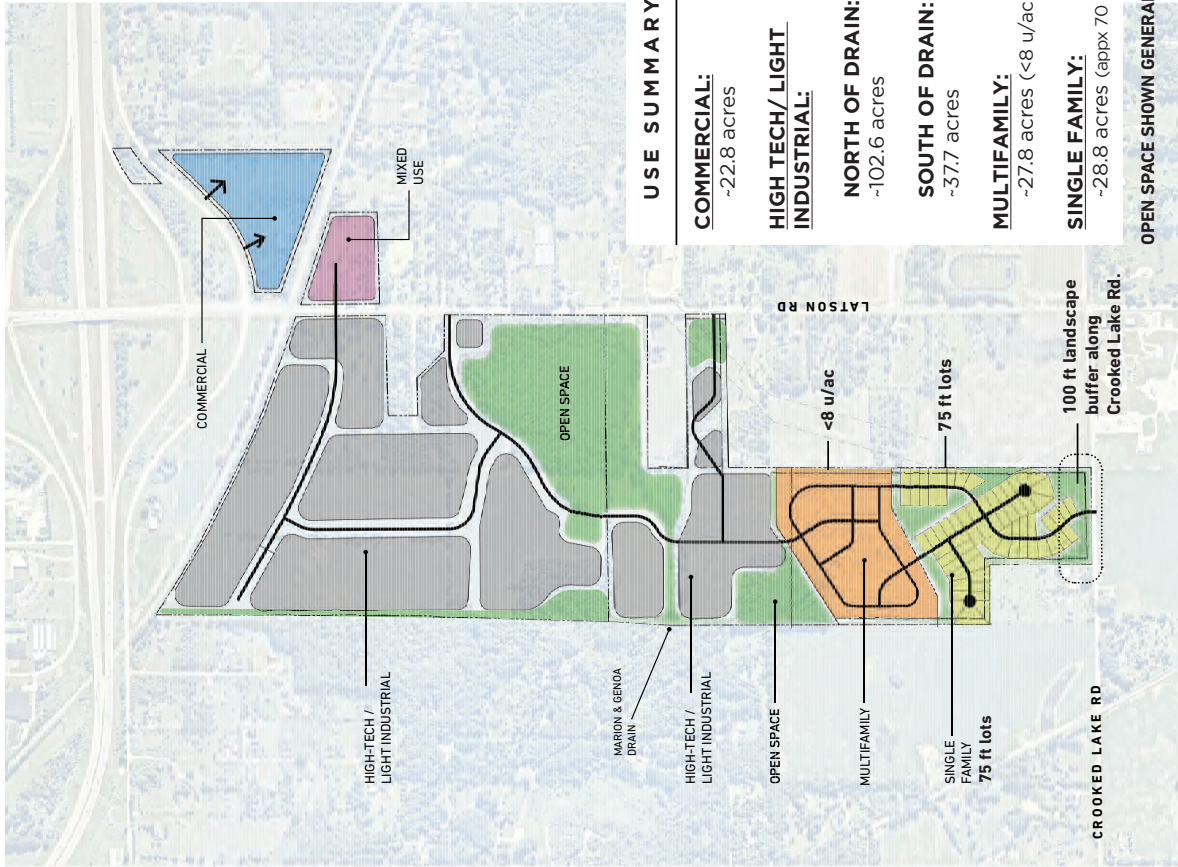 COMMERCIAL
MIXED
USE
HIGH-TECH /
LIGHT INDUSTRIAL
OPEN SPACE
LATSON RD
MARION & GENOA
DRAIN
HIGH-TECH /
LIGHT INDUSTRIAL
OPEN SPACE
MULTIFAMILY
<8 u/ac
75 ft lots
SINGLE
FAMILY
75 ft lots
100 ft landscape
buffer along
Crooked Lake Rd.
CROOKED LAKE RD
USE SUMMARY
COMMERCIAL:
~22.8 acres
HIGH TECH/ LIGHT
INDUSTRIAL:
NORTH OF DRAIN:
~102.6 acres
SOUTH OF DRAIN:
~37.7 acres
MULTIFAMILY:
~27.8 acres (<8 u/ac
SINGLE FAMILY:
~28.8 acres (appx 70
OPEN SPACE SHOWN GENERAL